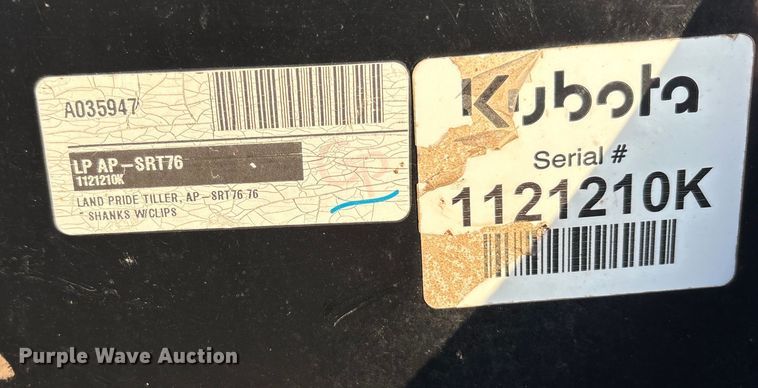 A035947
LP AP-SRT76
1121210K
LAND PRIDE TILLER, AP-SRT76 76
" SHANKS W/CLIPS
Kubota
Serial #
1121210K
Purple Wave Auction